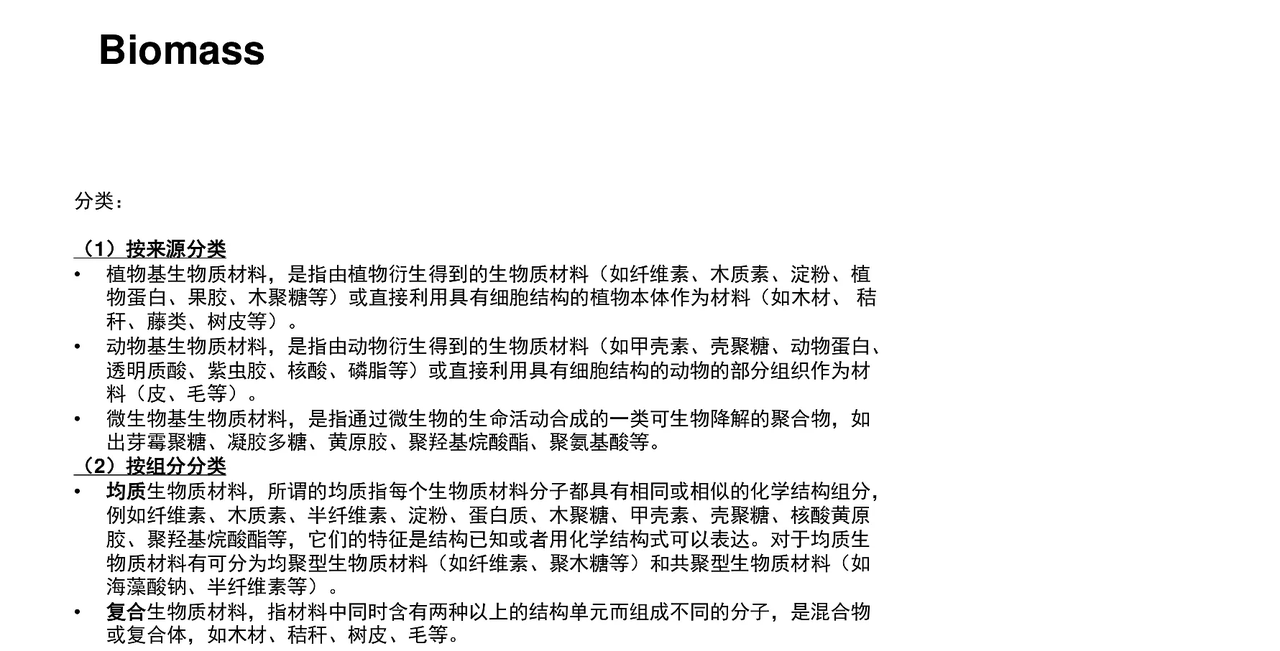 Biomass
分类：
（1）按来源分类
• 植物基生物质材料，是指由植物衍生得到的生物质材料（如纤维素、木质素、淀粉、植
物蛋白、果胶、木聚糖等）或直接利用具有细胞结构的植物本体作为材料（如木材、 秸
秆、藤类、树皮等）。
• 动物基生物质材料，是指由动物衍生得到的生物质材料（如甲壳素、壳聚糖、动物蛋白、
透明质酸、紫虫胶、核酸、磷脂等）或直接利用具有细胞结构的动物的部分组织作为材
料（皮、毛等）。
• 微生物基生物质材料，是指通过微生物的生命活动合成的一类可生物降解的聚合物，如
出芽霉聚糖、凝胶多糖、黄原胶、聚羟基烷酸酯、聚氨基酸等。
（2）按组分分类
• 均质生物质材料，所谓的均质指每个生物质材料分子都具有相同或相似的化学结构组分，
例如纤维素、木质素、半纤维素、淀粉、蛋白质、木聚糖、甲壳素、壳聚糖、核酸黄原
胶、聚羟基烷酸酯等，它们的特征是结构已知或者用化学结构式可以表达。对于均质生
物质材料有可分为均聚型生物质材料（如纤维素、聚木糖等）和共聚型生物质材料（如
海藻酸钠、半纤维素等）。
• 复合生物质材料，指材料中同时含有两种以上的结构单元而组成不同的分子，是混合物
或复合体，如木材、秸秆、树皮、毛等。